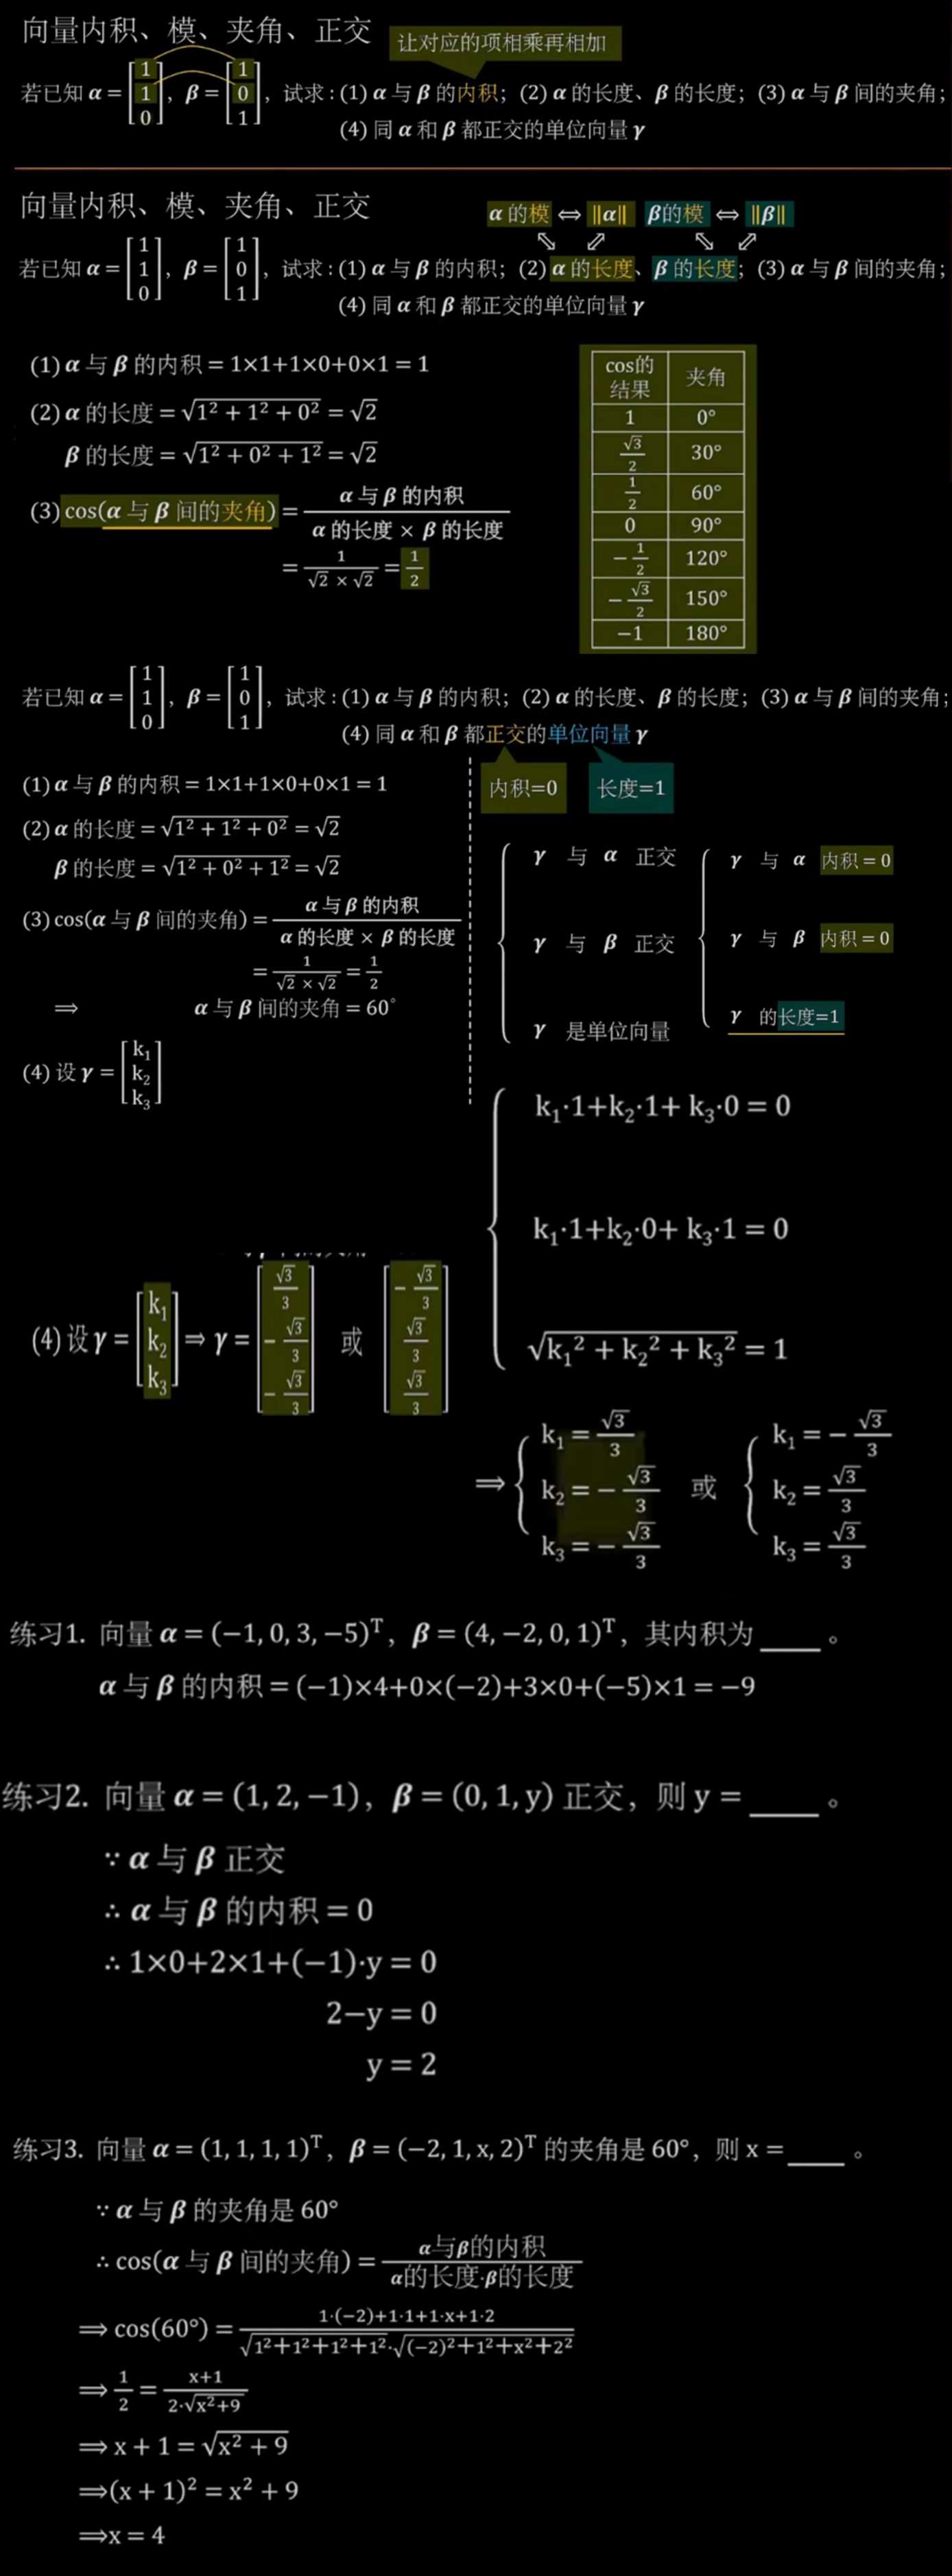 向量内积、模、夹角、正交
让对应的项相乘再相加
若已知 α = [1 1 0], β = [1 0 1], 试求: (1) α 与 β 的内积; (2) α 的长度、β 的长度; (3) α 与 β 间的夹角;
(4) 同 α 和 β 都正交的单位向量 γ
向量内积、模、夹角、正交
α 的模 ⇔ ‖α‖ β的模 ⇔ ‖β‖
若已知 α = [1 1 0], β = [1 0 1], 试求: (1) α 与 β 的内积; (2) α 的长度、β 的长度; (3) α 与 β 间的夹角;
(4) 同 α 和 β 都正交的单位向量 γ
(1) α 与 β 的内积 = 1×1+1×0+0×1 = 1
(2) α 的长度 = √(1² + 1² + 0²) = √2
β 的长度 = √(1² + 0² + 1²) = √2
(3) cos(α 与 β 间的夹角) = α 与 β 的内积 / α 的长度 × β 的长度
= 1/(√2 × √2) = 1/2
cos的结果 夹角
1 0°
√3/2 30°
1/2 60°
0 90°
−1/2 120°
−√3/2 150°
−1 180°
若已知 α = [1 1 0], β = [1 0 1], 试求: (1) α 与 β 的内积; (2) α 的长度、β 的长度; (3) α 与 β 间的夹角;
(4) 同 α 和 β 都正交的单位向量 γ
(1) α 与 β 的内积 = 1×1+1×0+0×1 = 1
(2) α 的长度 = √(1² + 1² + 0²) = √2
β 的长度 = √(1² + 0² + 1²) = √2
(3) cos(α 与 β 间的夹角) = α 与 β 的内积 / α 的长度 × β 的长度
= 1/(√2 × √2) = 1/2
⟹ α 与 β 间的夹角 = 60°
(4) 设 γ = [k₁ k₂ k₃]
内积=0 长度=1
γ 与 α 正交 γ 与 α 内积 = 0
γ 与 β 正交 γ 与 β 内积 = 0
γ 是单位向量 γ 的长度=1
k₁·1+k₂·1+ k₃·0 = 0
k₁·1+k₂·0+ k₃·1 = 0
√(k₁² + k₂² + k₃²) = 1
(4) 设 γ = [k₁ k₂ k₃] ⇒ γ = [√3/3 −√3/3 −√3/3] 或 [−√3/3 √3/3 √3/3]
k₁ = √3/3 k₁ = −√3/3
⟹ k₂ = −√3/3 或 k₂ = √3/3
k₃ = −√3/3 k₃ = √3/3
练习1. 向量 α = (−1, 0, 3, −5)ᵀ, β = (4, −2, 0, 1)ᵀ, 其内积为____。
α 与 β 的内积 = (−1)×4+0×(−2)+3×0+(−5)×1 = −9
练习2. 向量 α = (1, 2, −1), β = (0, 1, y) 正交, 则 y = ____。
∵ α 与 β 正交
∴ α 与 β 的内积 = 0
∴ 1×0+2×1+(−1)·y = 0
2−y = 0
y = 2
练习3. 向量 α = (1, 1, 1, 1)ᵀ, β = (−2, 1, x, 2)ᵀ 的夹角是 60°, 则 x = ____。
∵ α 与 β 的夹角是 60°
∴ cos(α 与 β 间的夹角) = α与β的内积 / α的长度·β的长度
⟹ cos(60°) = (1·(−2)+1·1+1·x+1·2) / (√(1²+1²+1²+1²)·√((−2)²+1²+x²+2²))
⟹ 1/2 = (x+1)/(2·√(x²+9))
⟹ x + 1 = √(x² + 9)
⟹(x + 1)² = x² + 9
⟹x = 4